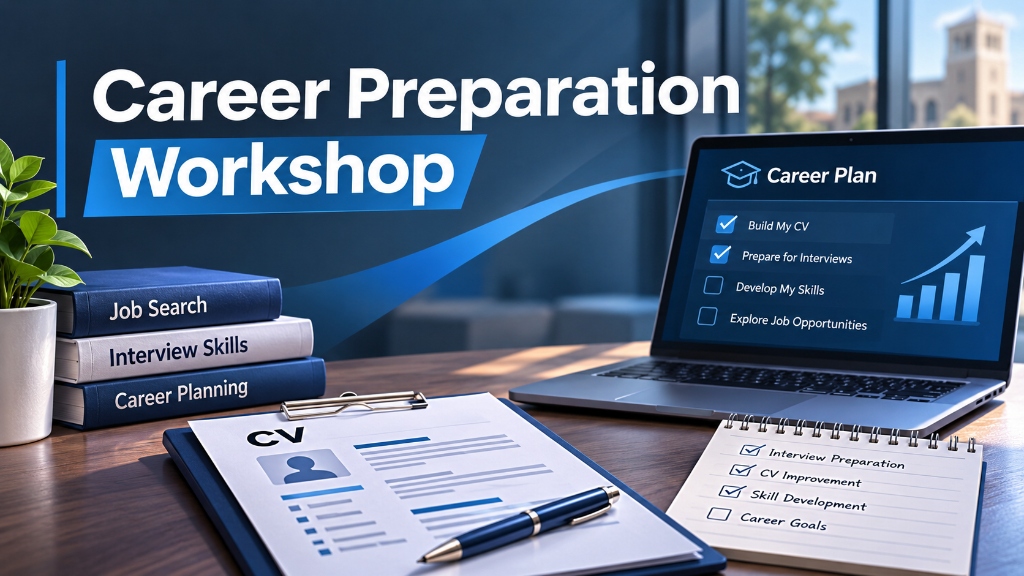 Career Preparation
Workshop
Job Search
Interview Skills
Career Planning
CV
Career Plan
Build My CV
Prepare for Interviews
Develop My Skills
Explore Job Opportunities
Interview Preparation
CV Improvement
Skill Development
Career Goals